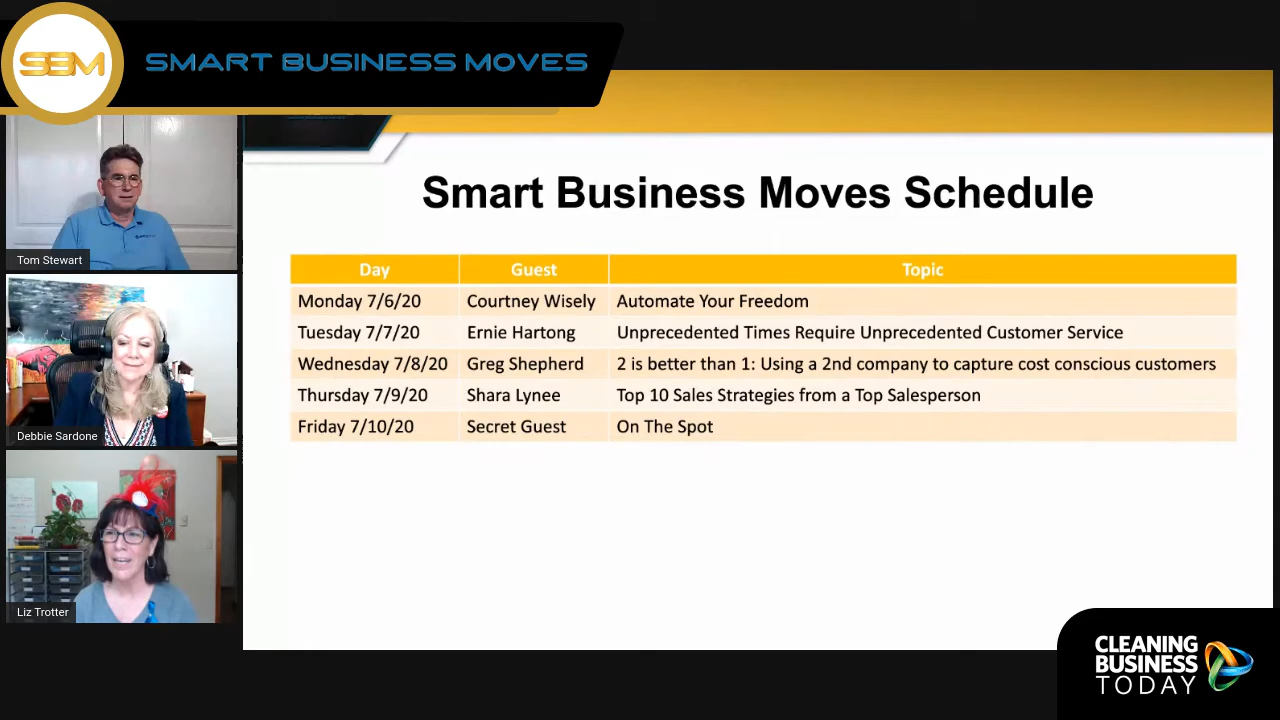 SBM
SMART BUSINESS MOVES
Tom Stewart
Debbie Sardone
Liz Trotter
Smart Business Moves Schedule
Day Guest Topic
Monday 7/6/20 Courtney Wisely Automate Your Freedom
Tuesday 7/7/20 Ernie Hartong Unprecedented Times Require Unprecedented Customer Service
Wednesday 7/8/20 Greg Shepherd 2 is better than 1: Using a 2nd company to capture cost conscious customers
Thursday 7/9/20 Shara Lynee Top 10 Sales Strategies from a Top Salesperson
Friday 7/10/20 Secret Guest On The Spot
CLEANING
BUSINESS
TODAY